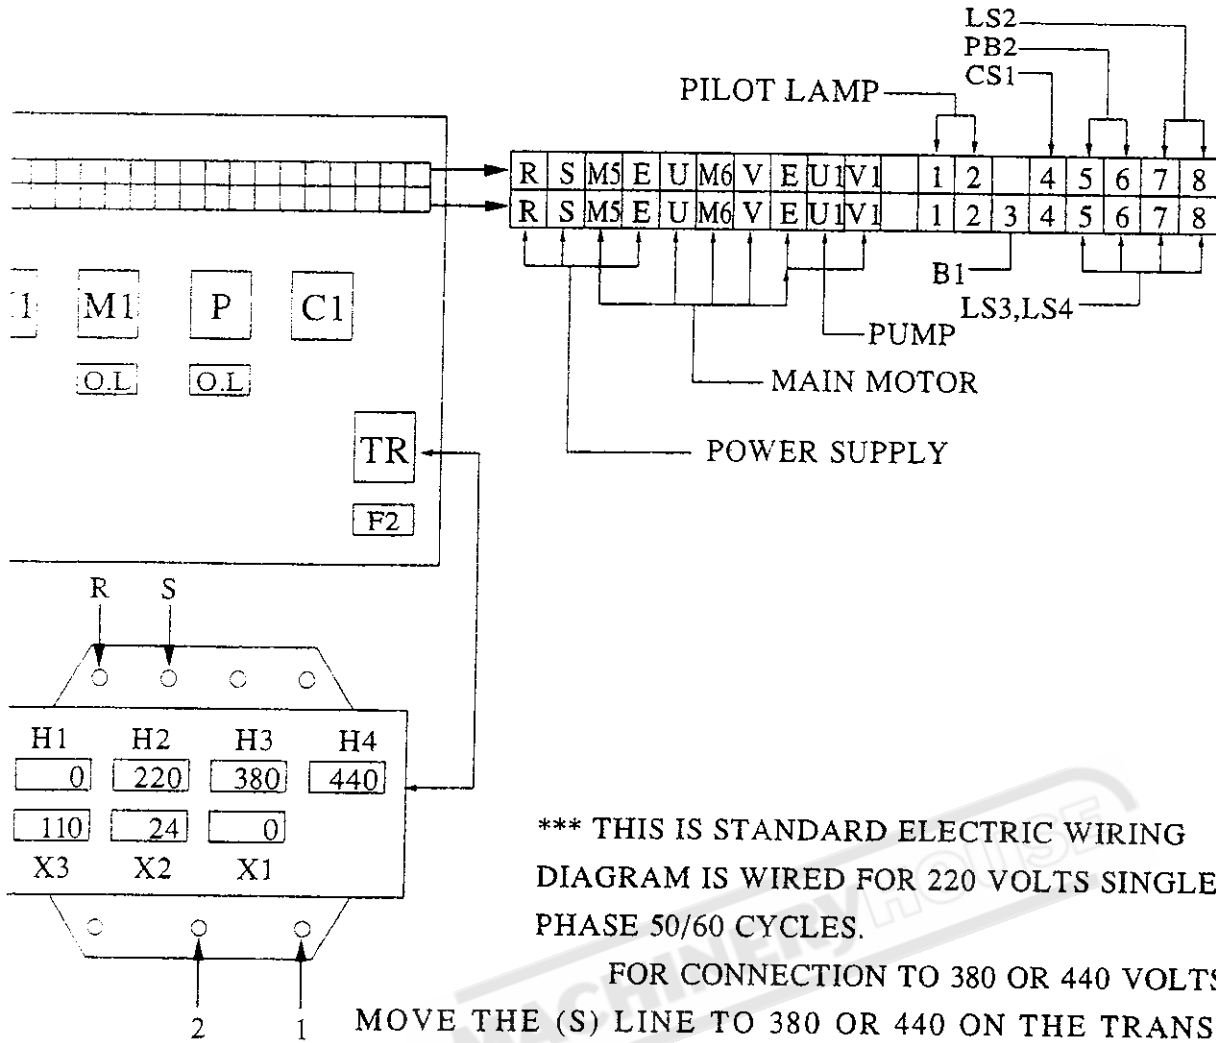 LS2
PB2
CS1
PILOT LAMP
R S M5 E U M6 V E U1 V1 1 2 4 5 6 7 8
R S M5 E U M6 V E U1 V1 1 2 3 4 5 6 7 8
B1
LS3,LS4
PUMP
MAIN MOTOR
POWER SUPPLY
1 M1 P C1
O.L O.L
TR
F2
R S
H1 H2 H3 H4
0 220 380 440
110 24 0
X3 X2 X1
2 1
*** THIS IS STANDARD ELECTRIC WIRING
DIAGRAM IS WIRED FOR 220 VOLTS SINGLE
PHASE 50/60 CYCLES.
FOR CONNECTION TO 380 OR 440 VOLTS
MOVE THE (S) LINE TO 380 OR 440 ON THE TRANS
MACHINERYHOUSE